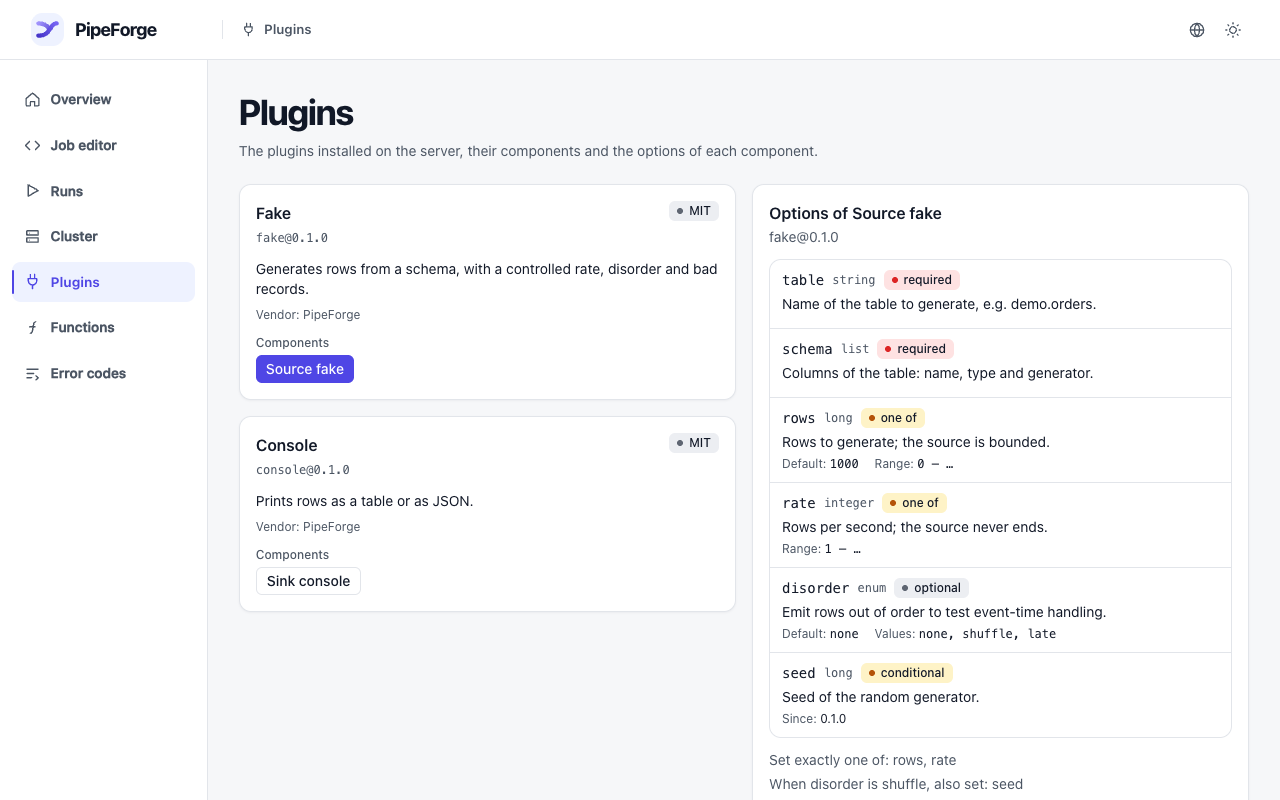 PipeForge
Plugins
Overview
Job editor
Runs
Cluster
Plugins
Functions
Error codes
Plugins
The plugins installed on the server, their components and the options of each component.
Fake
MIT
fake@0.1.0
Generates rows from a schema, with a controlled rate, disorder and bad
records.
Vendor: PipeForge
Components
Source fake
Console
MIT
console@0.1.0
Prints rows as a table or as JSON.
Vendor: PipeForge
Components
Sink console
Options of Source fake
fake@0.1.0
table string required
Name of the table to generate, e.g. demo.orders.
schema list required
Columns of the table: name, type and generator.
rows long one of
Rows to generate; the source is bounded.
Default: 1000 Range: 0 – …
rate integer one of
Rows per second; the source never ends.
Range: 1 – …
disorder enum optional
Emit rows out of order to test event-time handling.
Default: none Values: none, shuffle, late
seed long conditional
Seed of the random generator.
Since: 0.1.0
Set exactly one of: rows, rate
When disorder is shuffle, also set: seed